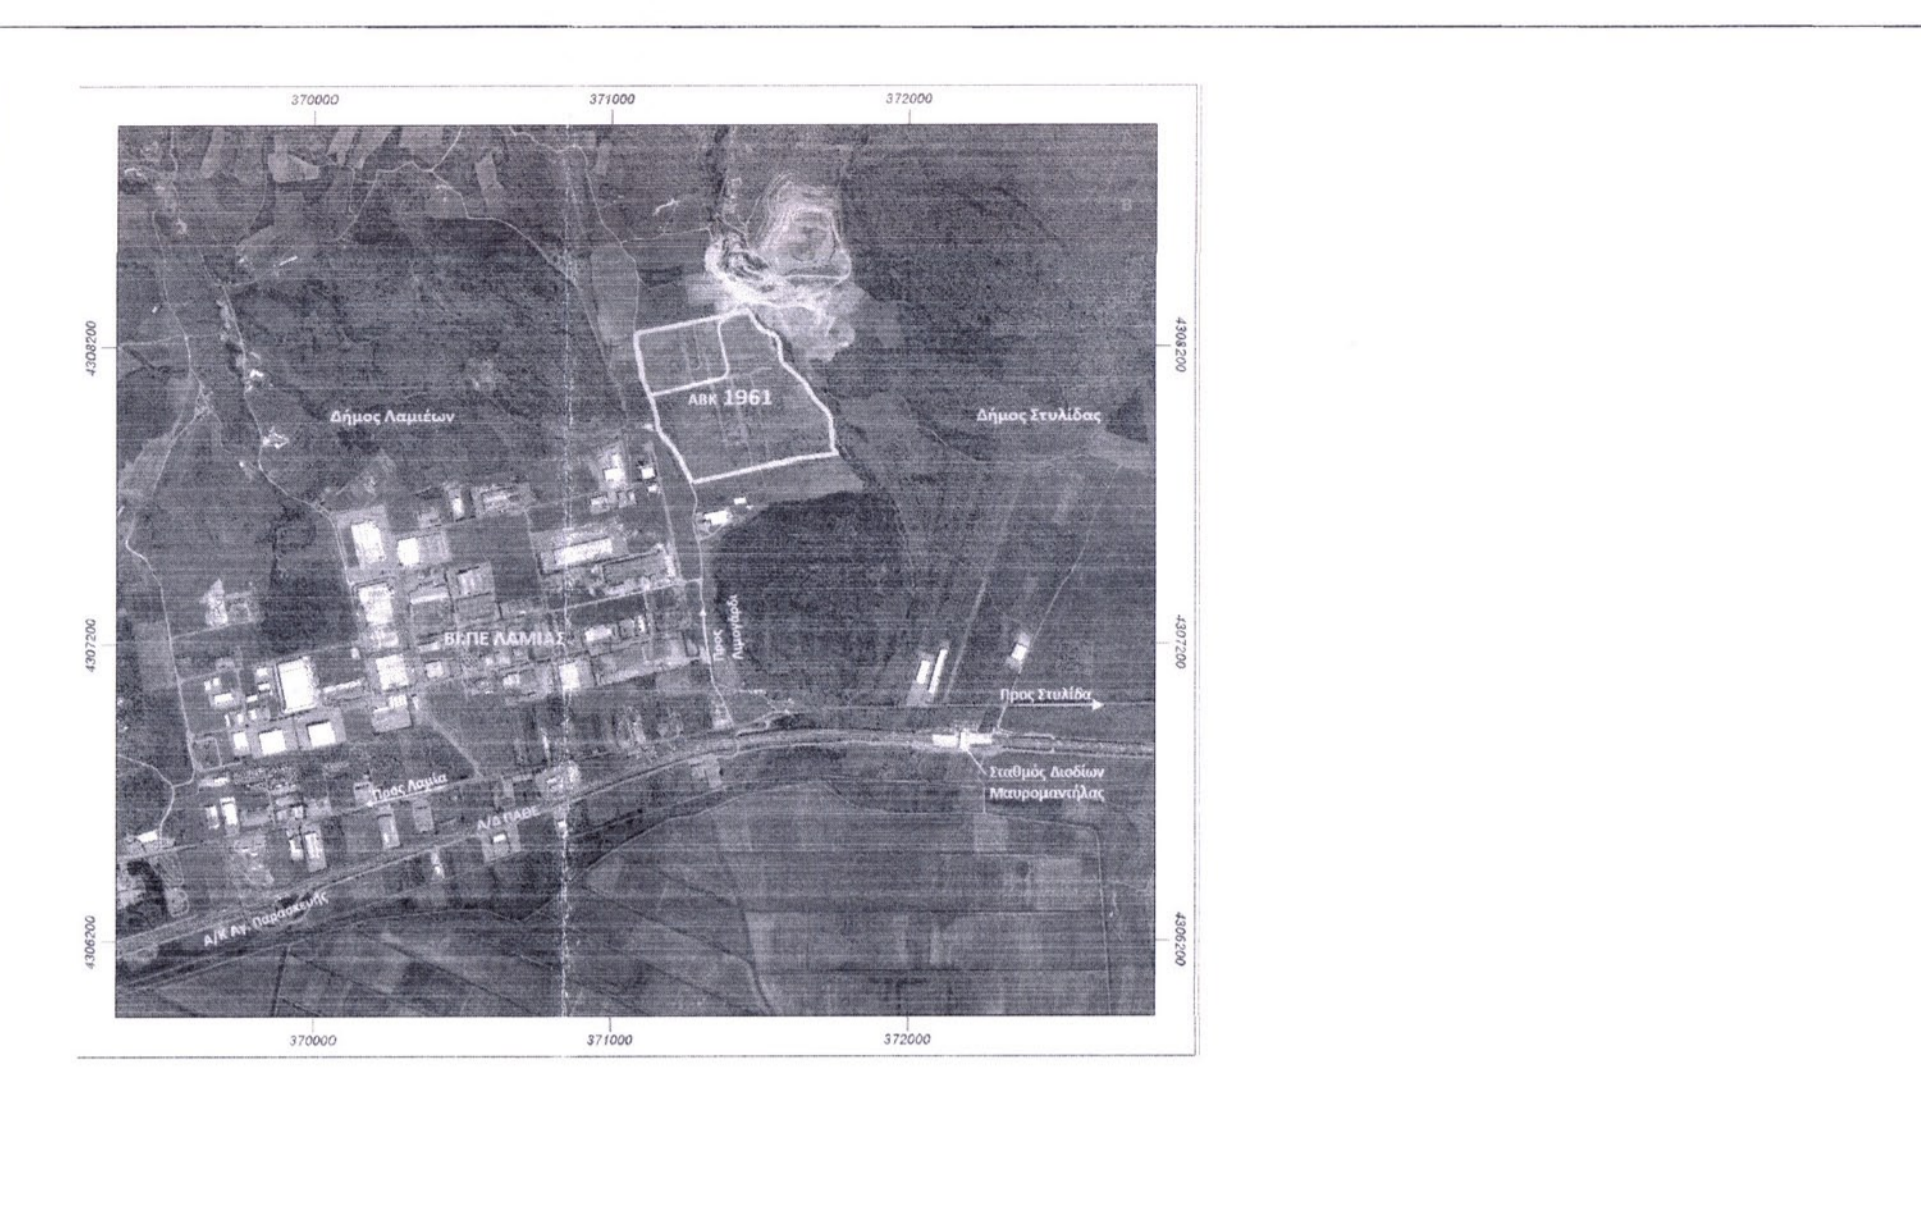 370000 371000 372000
4308200
4308200
ΑΒΚ 1961
Δήμος Λαμιέων
Δήμος Στυλίδας
4307200
4307200
ΒΙ.ΠΕ ΛΑΜΙΑΣ
Προς
Λιμογάρδι
Προς Στυλίδα
Σταθμός Διοδίων
Μαυρομαντήλας
Προς Λαμία
Α/Δ ΠΑΘΕ
Α/Κ Αγ. Παρασκευής
4306200
4306200
370000 371000 372000